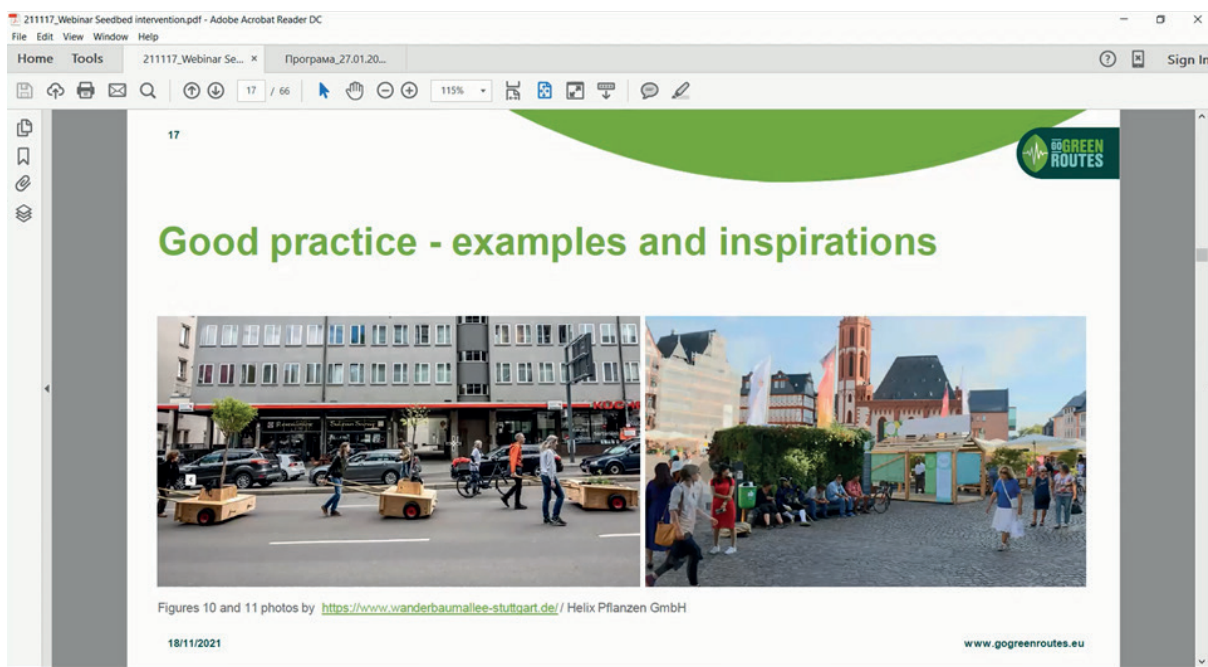 211117_Webinar Seedbed intervention.pdf - Adobe Acrobat Reader DC
File Edit View Window Help
Home Tools 211117_Webinar Se... × Програма_27.01.20... Sign In
17 / 66 115%
17
GO GREEN
ROUTES
Good practice - examples and inspirations
Figures 10 and 11 photos by https://www.wanderbaumallee-stuttgart.de/ / Helix Pflanzen GmbH
18/11/2021 www.gogreenroutes.eu